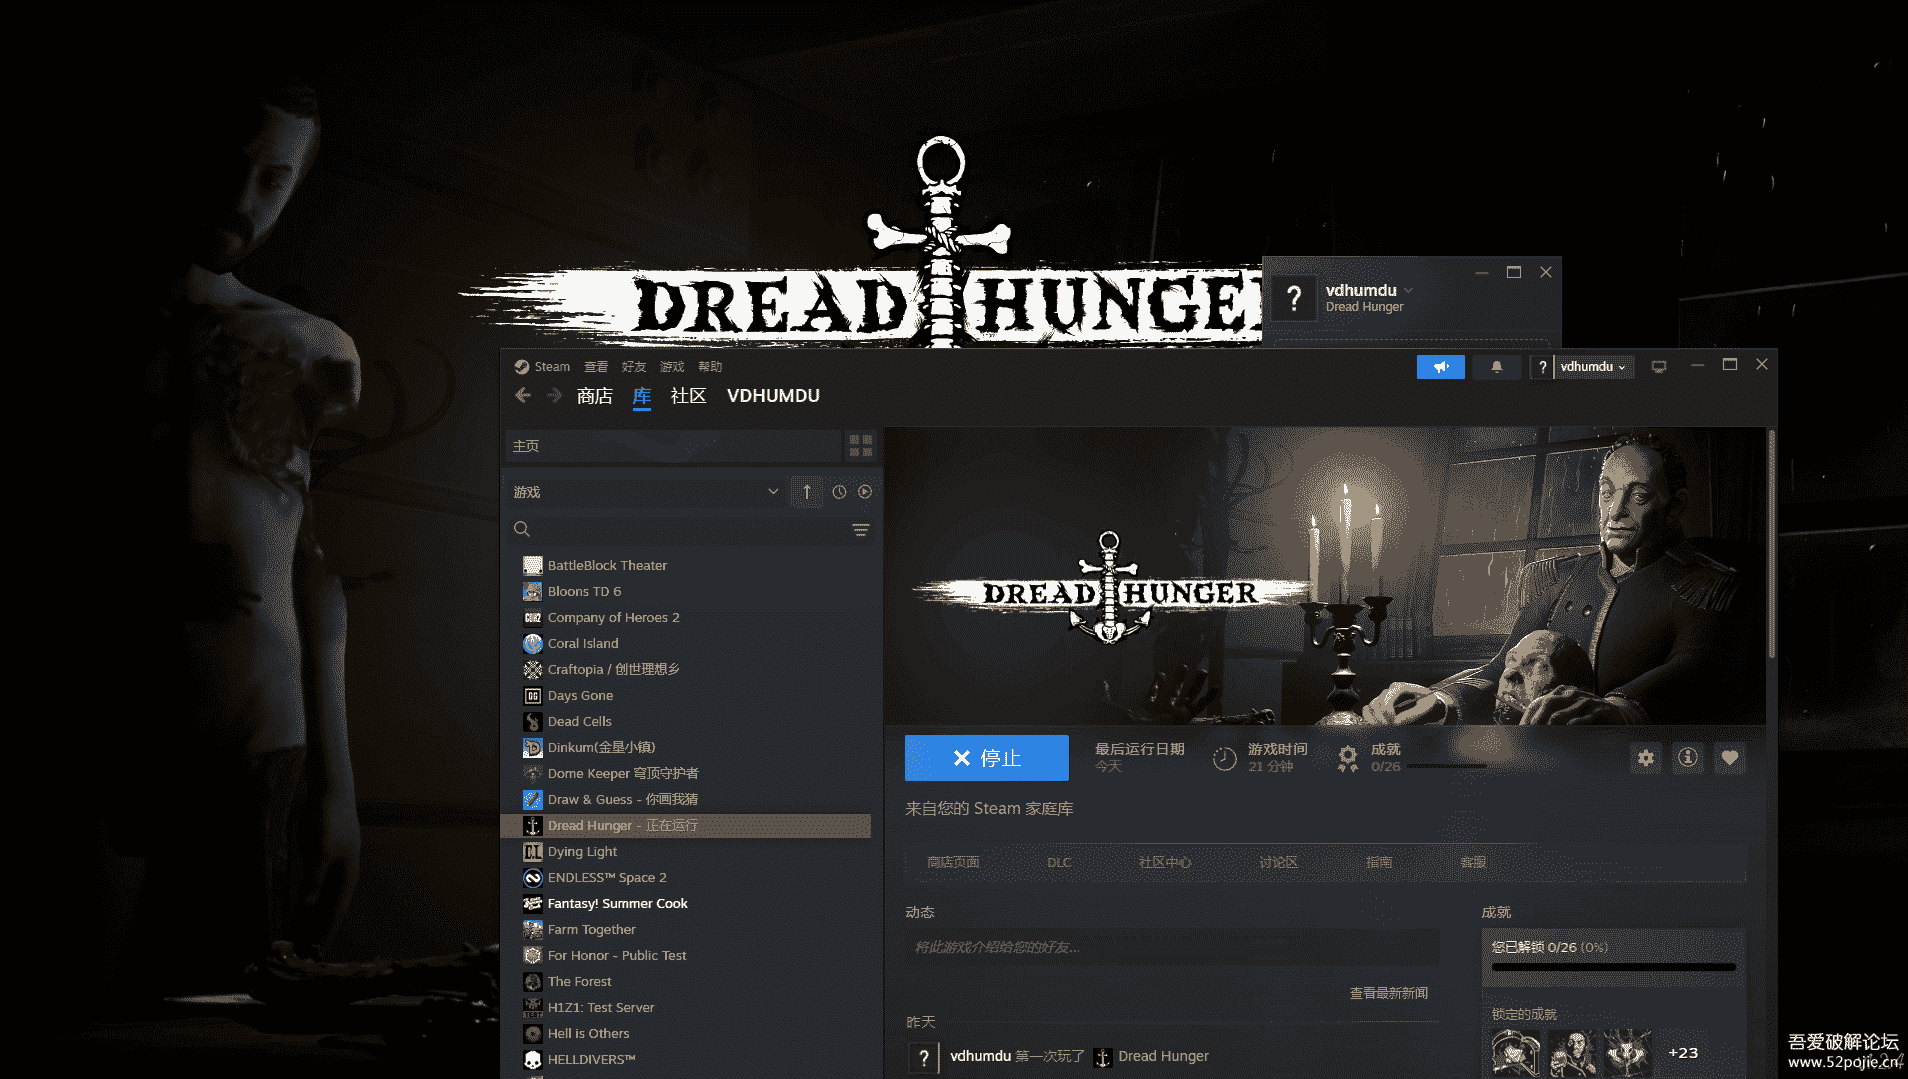 DREAD HUNGER
vdhumdu
Dread Hunger
Steam 查看 好友 游戏 帮助
vdhumdu
商店 库 社区 VDHUMDU
主页
游戏
BattleBlock Theater
Bloons TD 6
Company of Heroes 2
Coral Island
Craftopia / 创世理想乡
Days Gone
Dead Cells
Dinkum(金星小镇)
Dome Keeper 穹顶守护者
Draw & Guess - 你画我猜
Dread Hunger - 正在运行
Dying Light
ENDLESS™ Space 2
Fantasy! Summer Cook
Farm Together
For Honor - Public Test
The Forest
H1Z1: Test Server
Hell is Others
HELLDIVERS™
DREAD HUNGER
停止
最后运行日期
今天
游戏时间
21 分钟
成就
0/26
来自您的 Steam 家庭库
商店页面 DLC 社区中心 讨论区 指南 客服
动态
将此游戏介绍给您的好友...
查看最新新闻
昨天
vdhumdu 第一次玩了 Dread Hunger
成就
您已解锁 0/26 (0%)
锁定的成就
+23
吾爱破解论坛
www.52pojie.cn